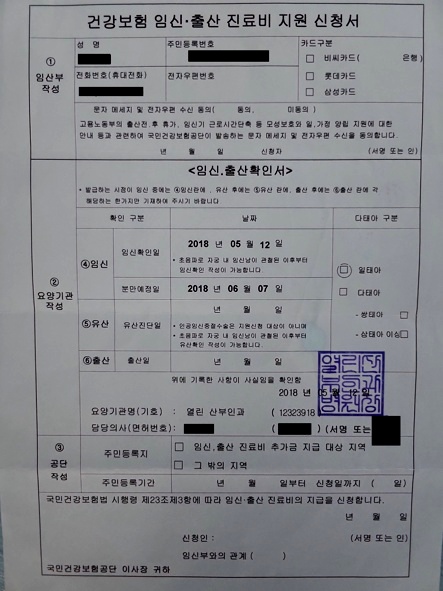 건강보험 임신·출산 진료비 지원 신청서
①
임산부
작성
성 명
주민등록번호
카드구분
□ 비씨카드( 은행)
□ 롯데카드
□ 삼성카드
전화번호(휴대전화)
전자우편번호
문자 메세지 및 전자우편 수신 동의( 동의, 미동의 )
고용노동부의 출산전.후 휴가, 임신기 근로시간단축 등 모성보호와 일,가정 양립 지원에 대한
안내 등과 관련하여 국민건강보험공단이 발송하는 문자 메세지 및 전자우편 수신을 동의합니다.
년 월 일 신청자 (서명 또는 인)
②
요양기관
작성
<임신.출산확인서>
• 발급하는 시점이 임신 중에는 ④임신란에 , 유산 후에는 ⑤유산 란에, 출산 후에는 ⑥출산 란에 각
해당하는 한가지만 기재하여 주시기 바랍니다
확인 구분
날짜
다태아 구분
④임신
임신확인일
2018 년 05 월 12 일
• 초음파로 자궁 내 임신낭이 관찰된 이후부터
임신확인 작성이 가능합니다.
분만예정일
2018 년 06 월 07 일
□ 일태아
□ 다태아
- 쌍태아 □
- 삼태아 이상□
⑤유산
유산진단일
년 월 일
• 인공임신중절수술은 지원신청 대상이 아니며
• 초음파로 자궁 내 임신낭이 관찰된 이후부터
유산확인 작성이 가능합니다.
⑥출산
출산일
년 월 일
위에 기록한 사항이 사실임을 확인함
2018 년 05 월 12 일
요양기관명(기호) : 열린 산부인과 ( 12323918 )
담당의사(면허번호) : ( ) (서명 또는
③
공단
작성
주민등록지
□ 임신,출산 진료비 추가금 지급 대상 지역
□ 그 밖의 지역
주민등록기간
년 월 일부터 신청일까지 ( 일)
국민건강보험법 시행령 제23조제3항에 따라 임신·출산 진료비의 지급을 신청합니다.
년 월 일
신청인 : (서명 또는 인)
임신부와의 관계 ( )
국민건강보험공단 이사장 귀하